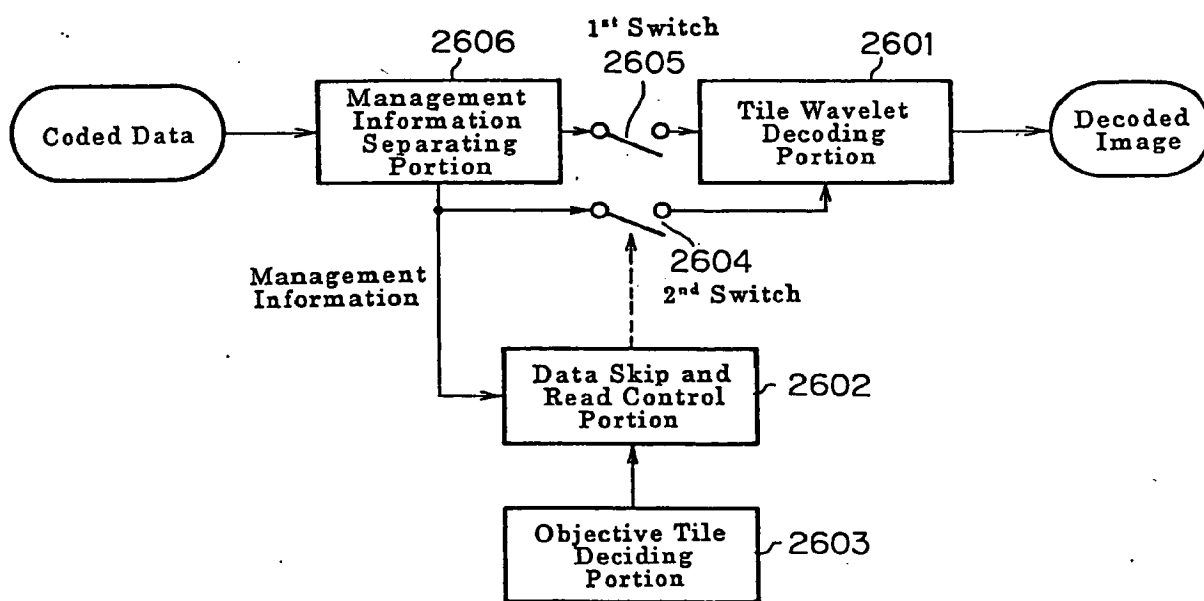 1st Switch
2606
2605
2601
Coded Data
Management
Information
Separating
Portion
Tile Wavelet
Decoding
Portion
Decoded
Image
2604
2nd Switch
Management
Information
Data Skip and
Read Control
Portion
2602
Objective Tile
Deciding
Portion
2603